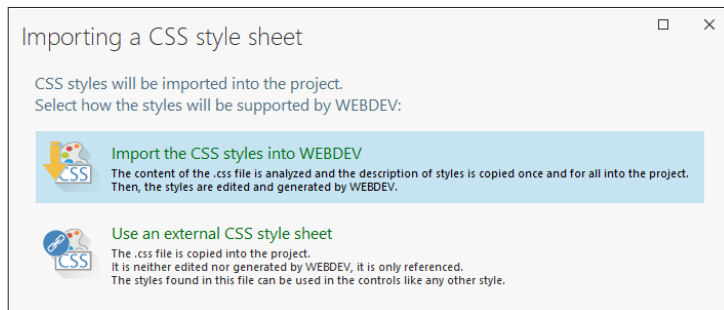 Importing a CSS style sheet
CSS styles will be imported into the project.
Select how the styles will be supported by WEBDEV:
CSS
Import the CSS styles into WEBDEV
The content of the .css file is analyzed and the description of styles is copied once and for all into the project.
Then, the styles are edited and generated by WEBDEV.
CSS
Use an external CSS style sheet
The .css file is copied into the project.
It is neither edited nor generated by WEBDEV, it is only referenced.
The styles found in this file can be used in the controls like any other style.